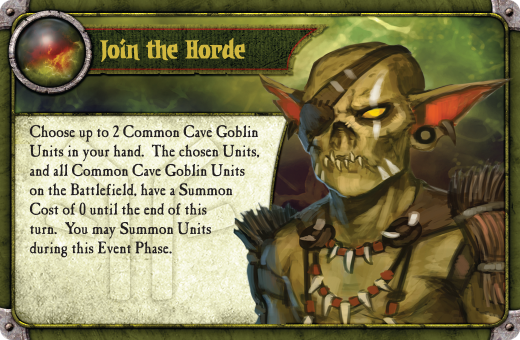 Join the Horde
Choose up to 2 Common Cave Goblin
Units in your hand.  The chosen Units,
and all Common Cave Goblin Units
on the Battlefield, have a Summon
Cost of 0 until the end of this
turn.  You may Summon Units
during this Event Phase.